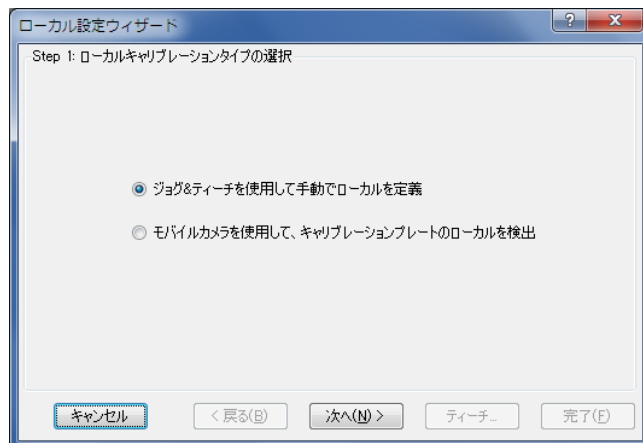 ローカル設定ウィザード
Step 1: ローカルキャリブレーションタイプの選択
ジョグ&ティーチを使用して手動でローカルを定義
モバイルカメラを使用して、キャリブレーションプレートのローカルを検出
キャンセル
< 戻る(B)
次へ(N) >
ティーチ...
完了(F)